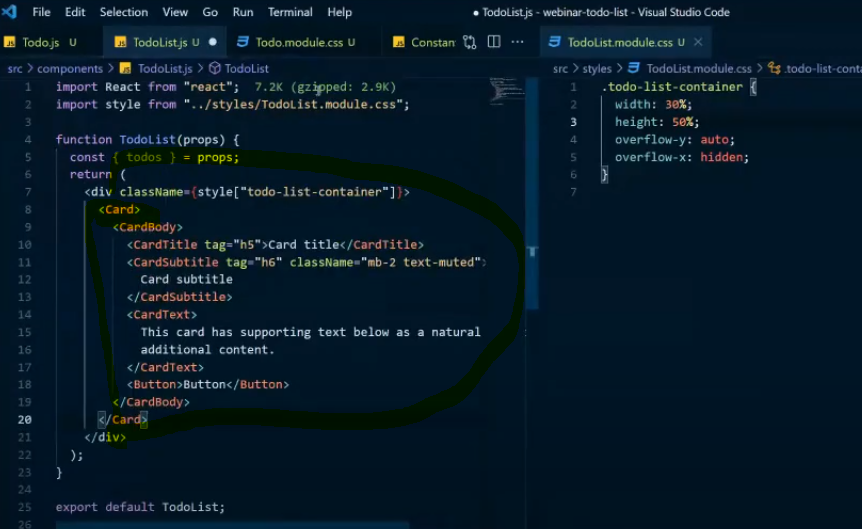 File Edit Selection View Go Run Terminal Help
● TodoList.js - webinar-todo-list - Visual Studio Code
JS Todo.js U
JS TodoList.js U ●
Todo.module.css U
JS Constan
···
TodoList.module.css U ×
src > components > JS TodoList.js > TodoList
src > styles > TodoList.module.css > .todo-list-conta
1 import React from "react"; 7.2K (gzipped: 2.9K)
2 import style from "../styles/TodoList.module.css";
3
4 function TodoList(props) {
5 const { todos } = props;
6 return (
7 <div className={style["todo-list-container"]}>
8 <Card>
9 <CardBody>
10 <CardTitle tag="h5">Card title</CardTitle>
11 <CardSubtitle tag="h6" className="mb-2 text-muted">
12 Card subtitle
13 </CardSubtitle>
14 <CardText>
15 This card has supporting text below as a natural
16 additional content.
17 </CardText>
18 <Button>Button</Button>
19 </CardBody>
20 </Card>
21 </div>
22 );
23 }
24
25 export default TodoList;
26
1 .todo-list-container {
2 width: 30%;
3 height: 50%;
4 overflow-y: auto;
5 overflow-x: hidden;
6 }
7